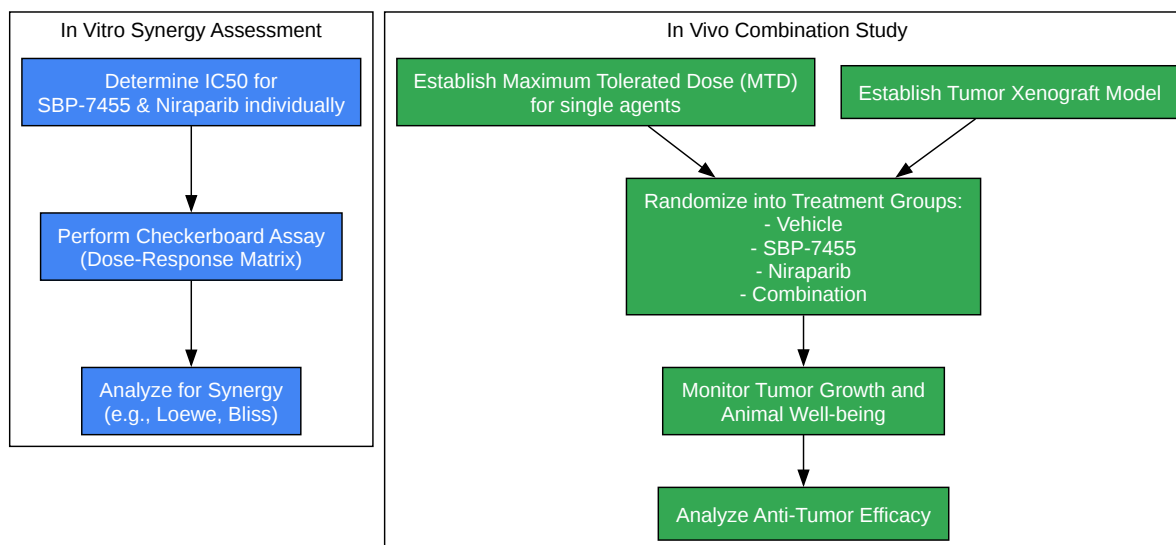 In Vitro Synergy Assessment
Determine IC50 for
SBP-7455 & Niraparib individually
Perform Checkerboard Assay
(Dose-Response Matrix)
Analyze for Synergy
(e.g., Loewe, Bliss)
In Vivo Combination Study
Establish Maximum Tolerated Dose (MTD)
for single agents
Establish Tumor Xenograft Model
Randomize into Treatment Groups:
- Vehicle
- SBP-7455
- Niraparib
- Combination
Monitor Tumor Growth and
Animal Well-being
Analyze Anti-Tumor Efficacy